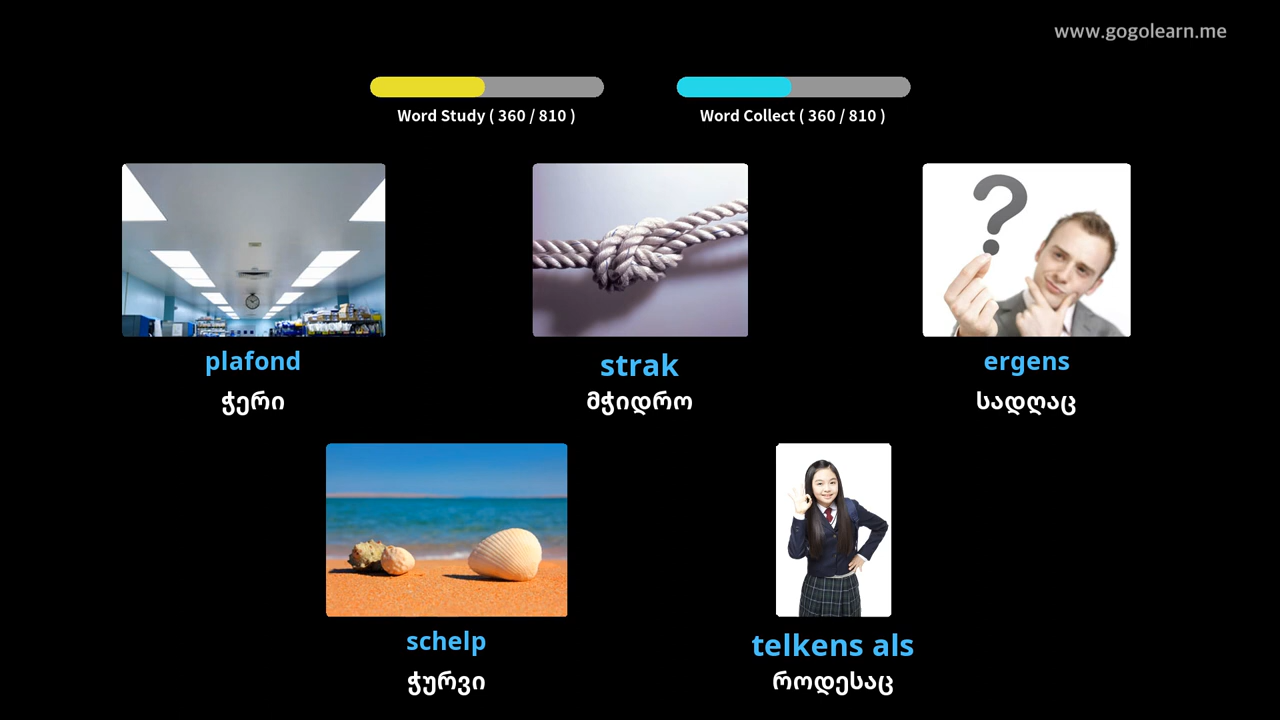 www.gogolearn.me
Word Study ( 360 / 810 )
Word Collect ( 360 / 810 )
plafond
ჭერი
strak
მჭიდრო
ergens
სადღაც
schelp
ჭურვი
telkens als
როდესაც